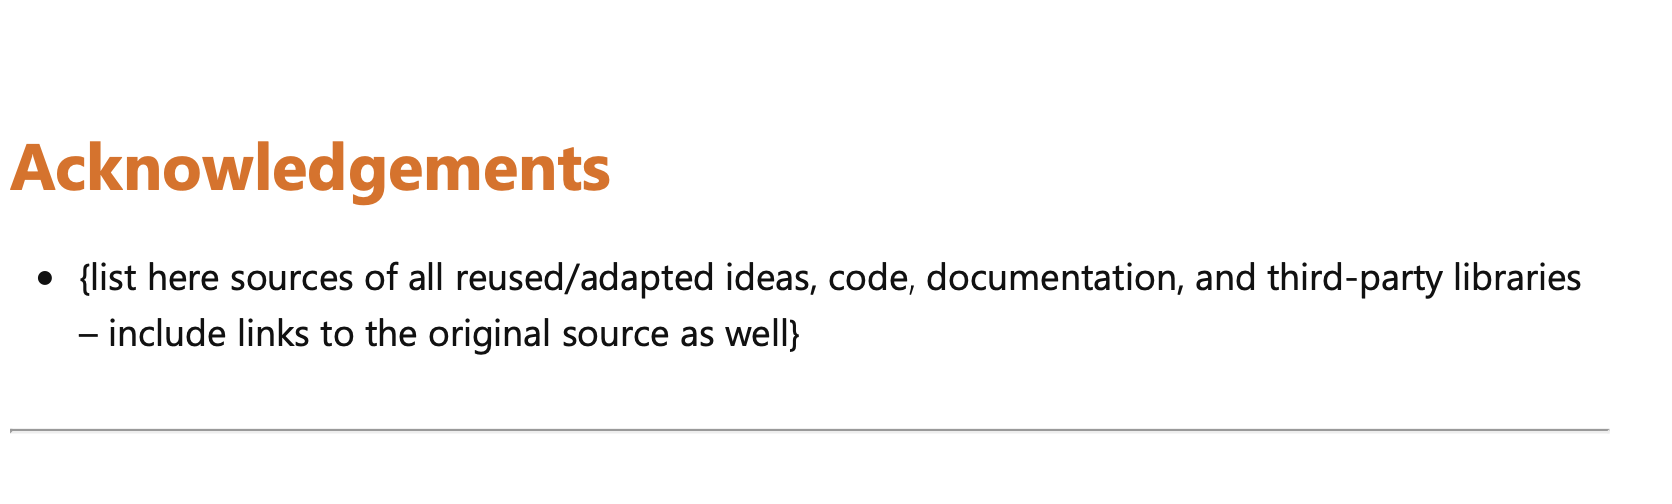 Acknowledgements
• {list here sources of all reused/adapted ideas, code, documentation, and third-party libraries
– include links to the original source as well}